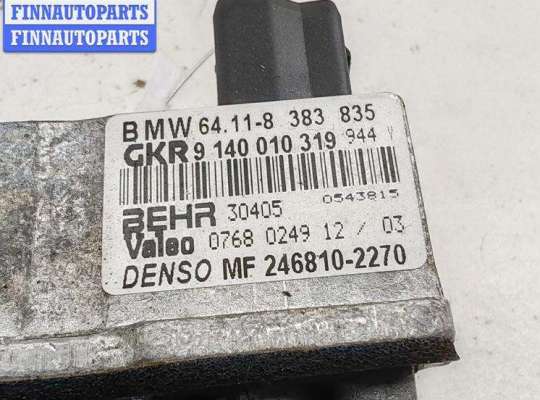 FINNAUTOPARTS
FINNAUTOPARTS
BMW 64.11-8 383 835
GKR 9 140 010 319 944 V
BEHR 30405 0543815
Valeo 0768 0249 12 / 03
DENSO MF 246810-2270